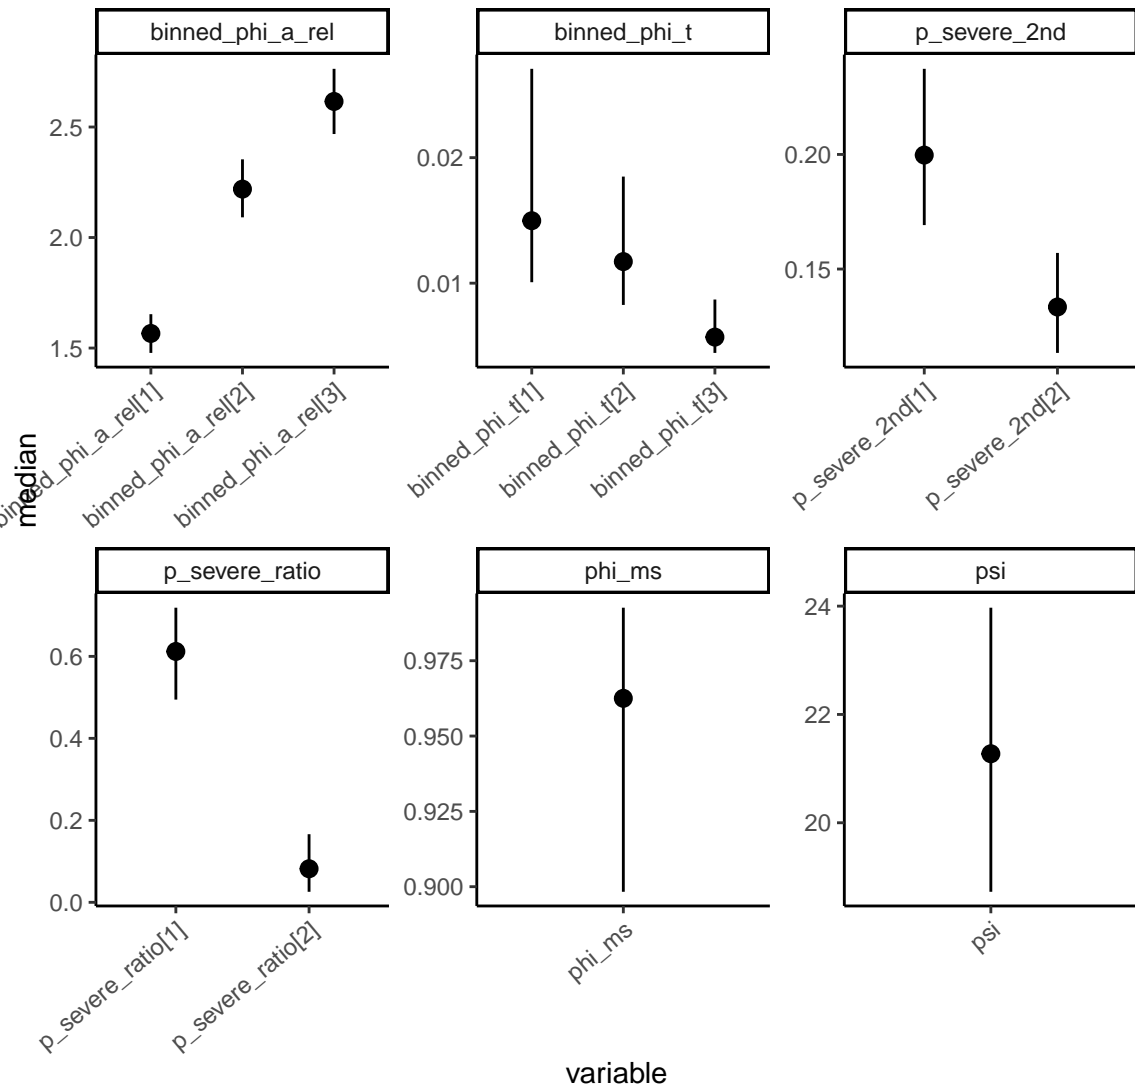 binned_phi_a_rel
binned_phi_t
p_severe_2nd
2.5
2.0
1.5
0.02
0.01
0.20
0.15
binned_phi_a_rel[1]
binned_phi_a_rel[2]
binned_phi_a_rel[3]
binned_phi_t[1]
binned_phi_t[2]
binned_phi_t[3]
p_severe_2nd[1]
p_severe_2nd[2]
median
p_severe_ratio
phi_ms
psi
0.6
0.4
0.2
0.0
0.975
0.950
0.925
0.900
24
22
20
p_severe_ratio[1]
p_severe_ratio[2]
phi_ms
psi
variable